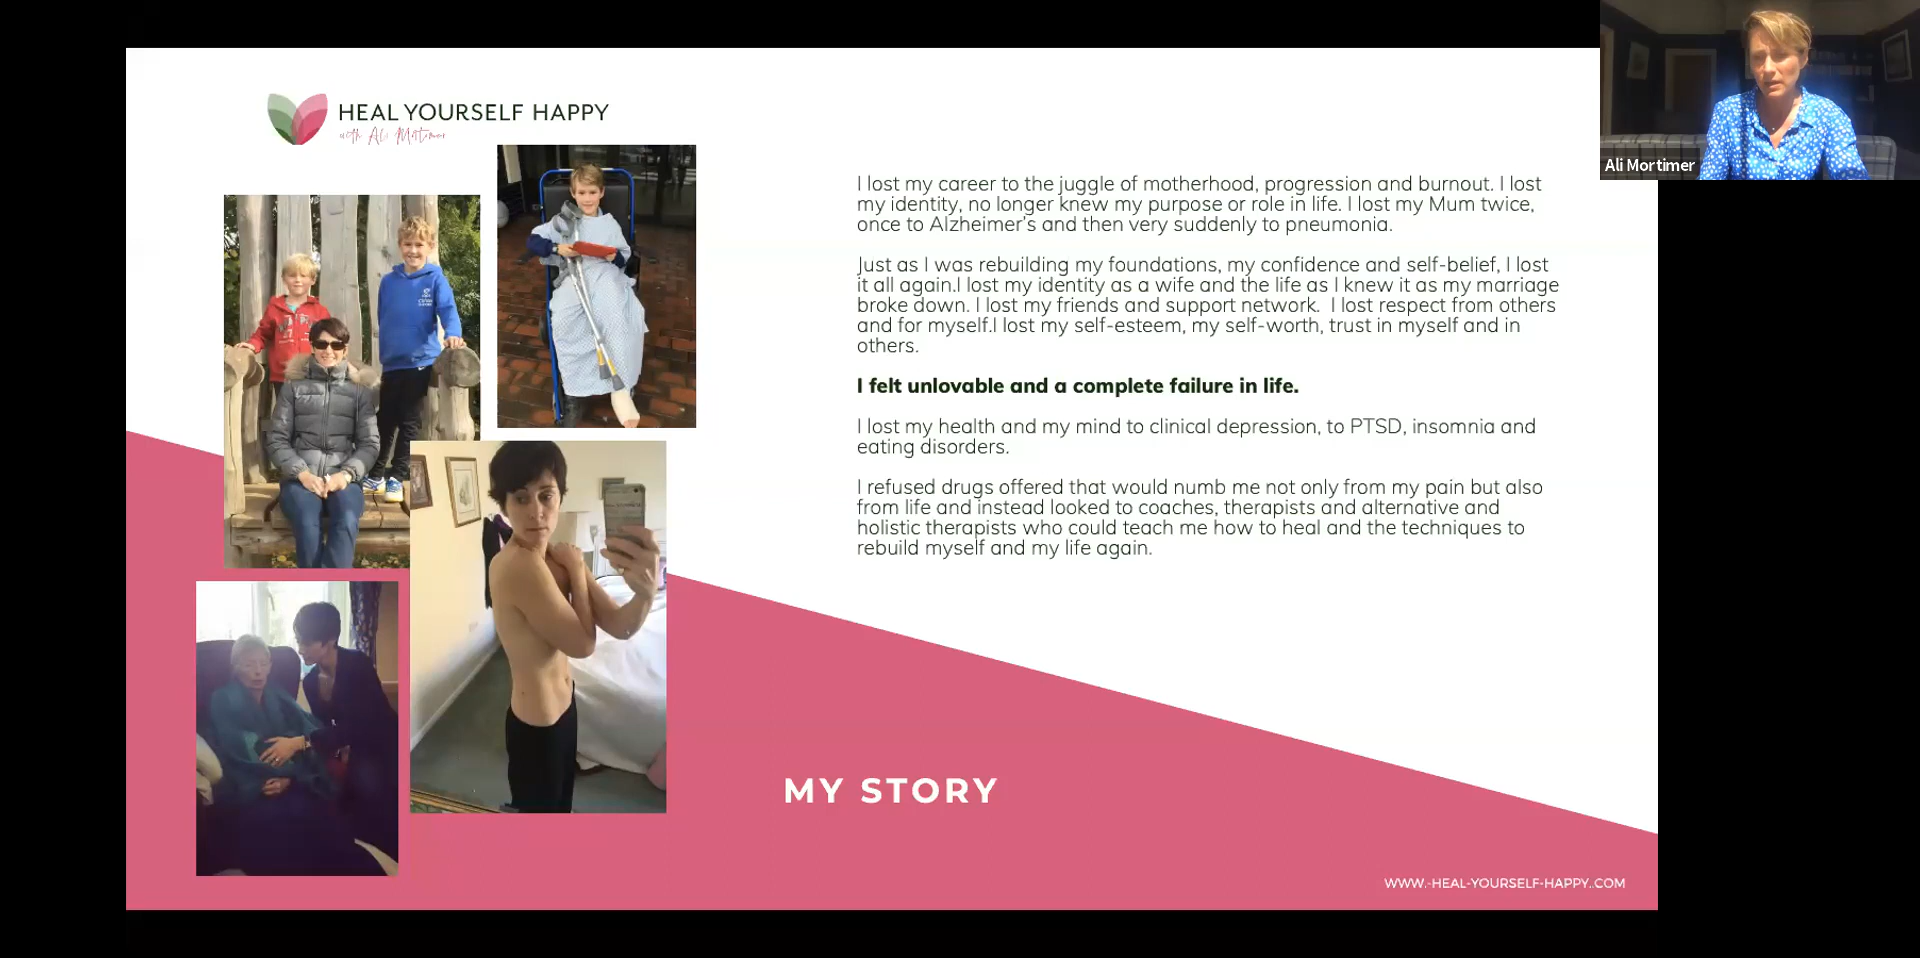 HEAL YOURSELF HAPPY
with Ali Mortimer
Ali Mortimer
I lost my career to the juggle of motherhood, progression and burnout. I lost
my identity, no longer knew my purpose or role in life. I lost my Mum twice,
once to Alzheimer's and then very suddenly to pneumonia.
Just as I was rebuilding my foundations, my confidence and self-belief, I lost
it all again.I lost my identity as a wife and the life as I knew it as my marriage
broke down. I lost my friends and support network.  I lost respect from others
and for myself.I lost my self-esteem, my self-worth, trust in myself and in
others.
I felt unlovable and a complete failure in life.
I lost my health and my mind to clinical depression, to PTSD, insomnia and
eating disorders.
I refused drugs offered that would numb me not only from my pain but also
from life and instead looked to coaches, therapists and alternative and
holistic therapists who could teach me how to heal and the techniques to
rebuild myself and my life again.
MY STORY
WWW.-HEAL-YOURSELF-HAPPY.COM